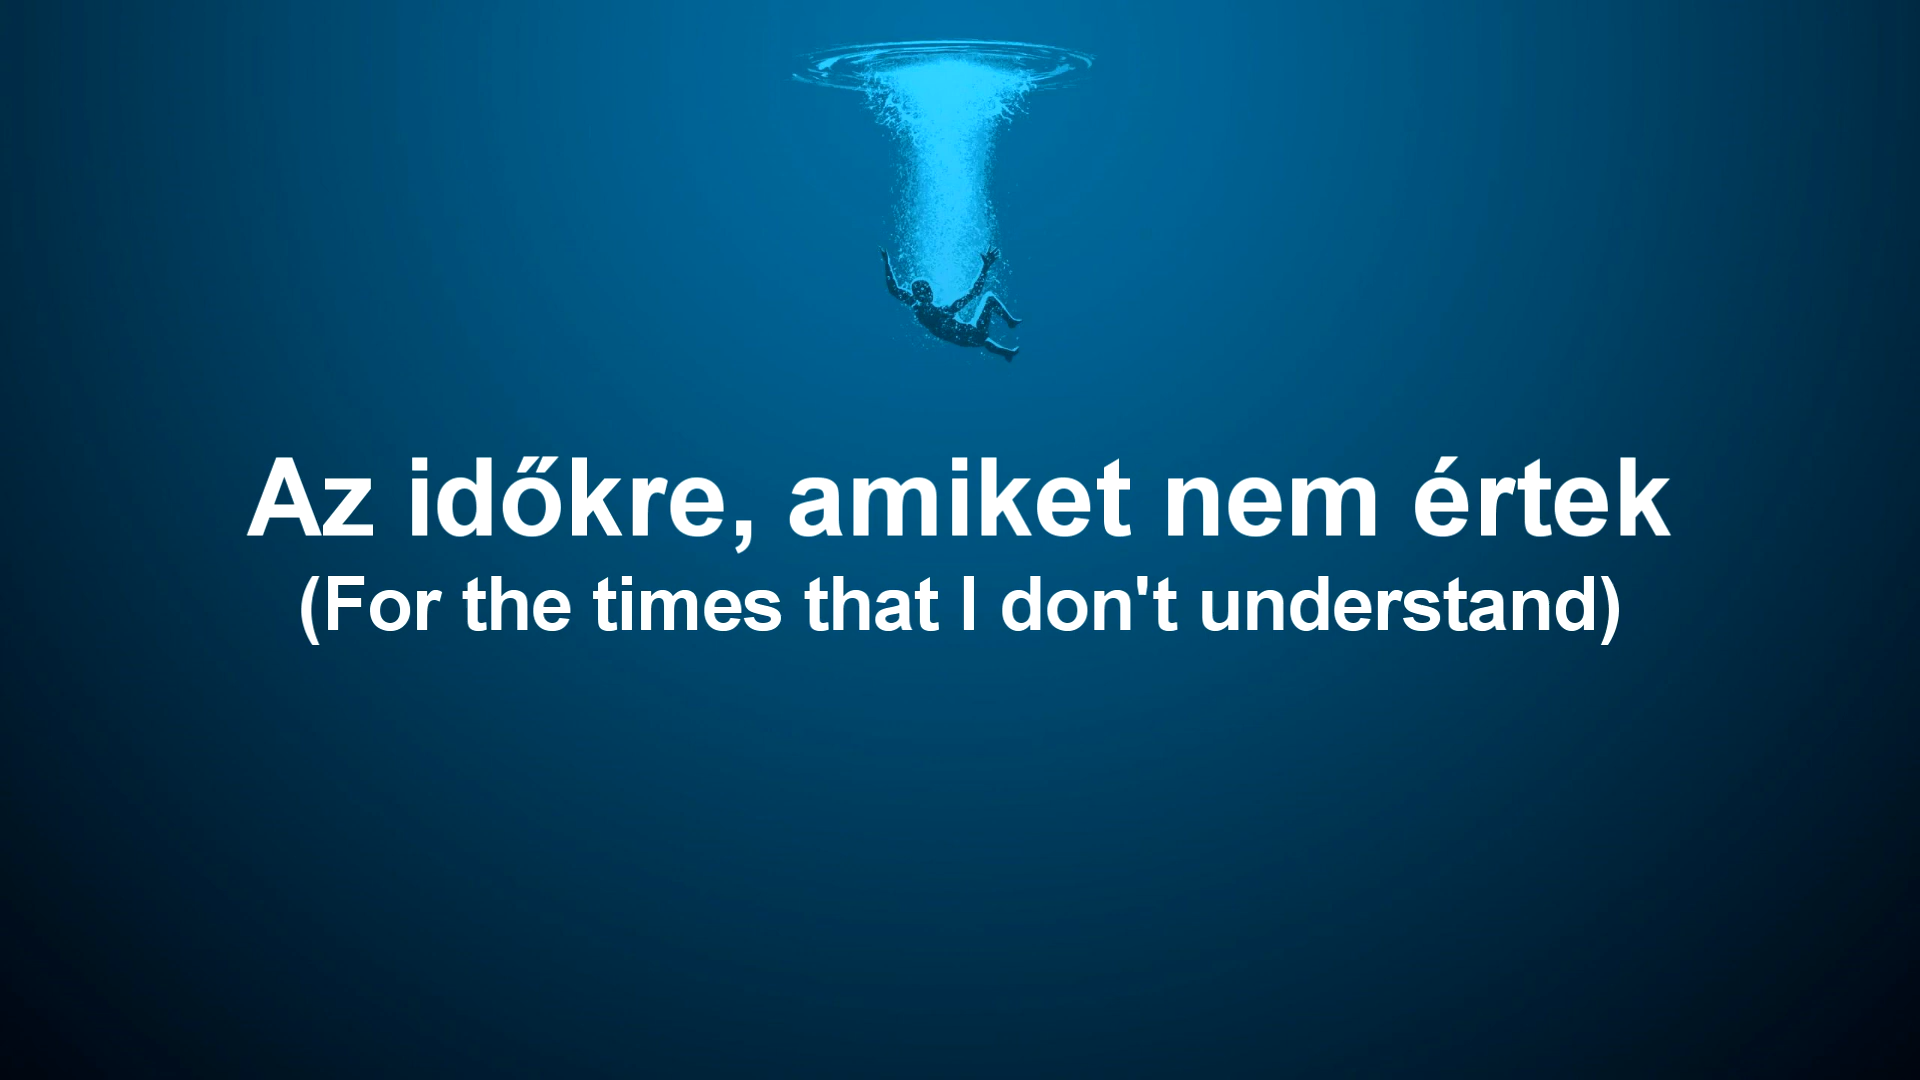 Az időkre, amiket nem értek
(For the times that I don't understand)